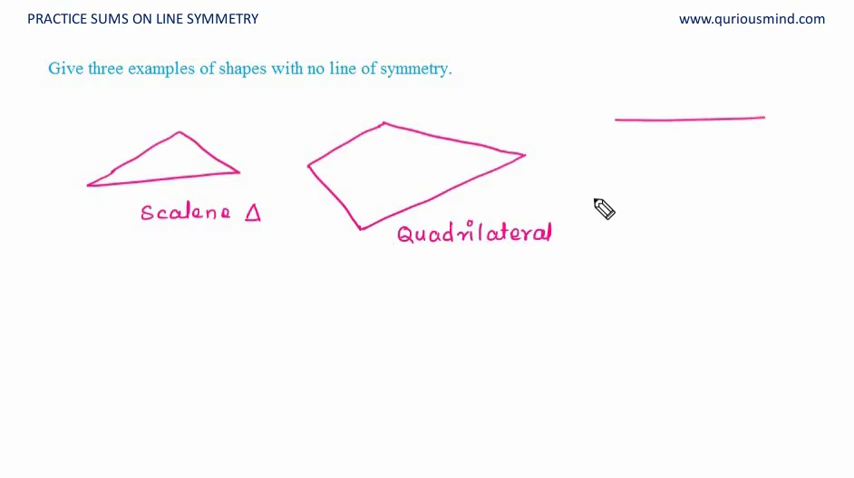 PRACTICE SUMS ON LINE SYMMETRY
www.quriousmind.com
Give three examples of shapes with no line of symmetry.
Scalene Δ
Quadrilateral